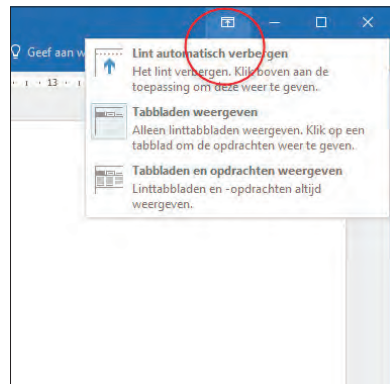 Geef aan w
Lint automatisch verbergen
Het lint verbergen. Klik boven aan de
toepassing om deze weer te geven.
13
Tabbladen weergeven
Alleen linttabbladen weergeven. Klik op een
tabblad om de opdrachten weer te geven.
Tabbladen en opdrachten weergeven
Linttabbladen en -opdrachten altijd
weergeven.